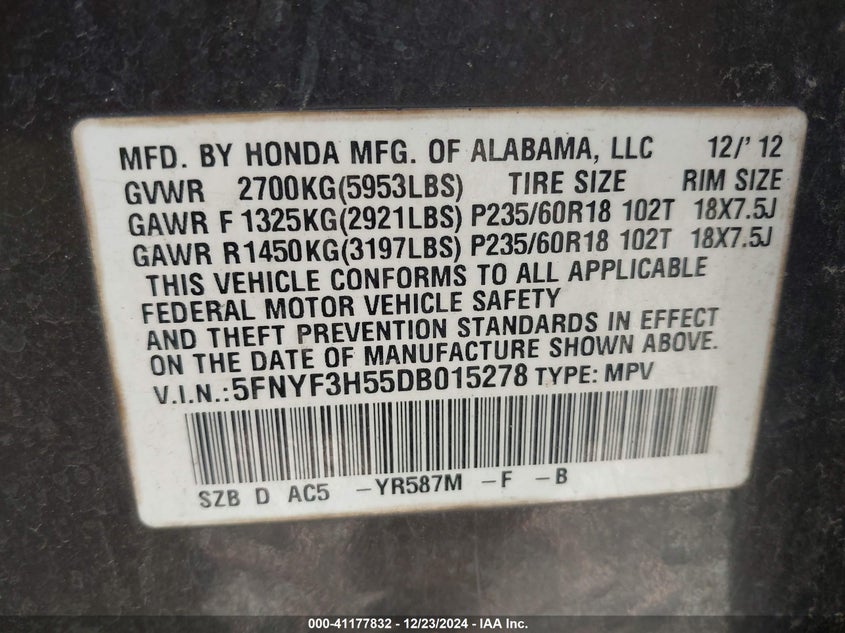 MFD. BY HONDA MFG. OF ALABAMA, LLC 12/'12
GVWR 2700KG(5953LBS) TIRE SIZE RIM SIZE
GAWR F 1325KG(2921LBS) P235/60R18 102T 18X7.5J
GAWR R1450KG(3197LBS) P235/60R18 102T 18X7.5J
THIS VEHICLE CONFORMS TO ALL APPLICABLE
FEDERAL MOTOR VEHICLE SAFETY
AND THEFT PREVENTION STANDARDS IN EFFECT
ON THE DATE OF MANUFACTURE SHOWN ABOVE.
V.I.N.:5FNYF3H55DB015278 TYPE: MPV
SZB D AC5 -YR587M -F -B
000-41177832 - 12/23/2024 - IAA Inc.